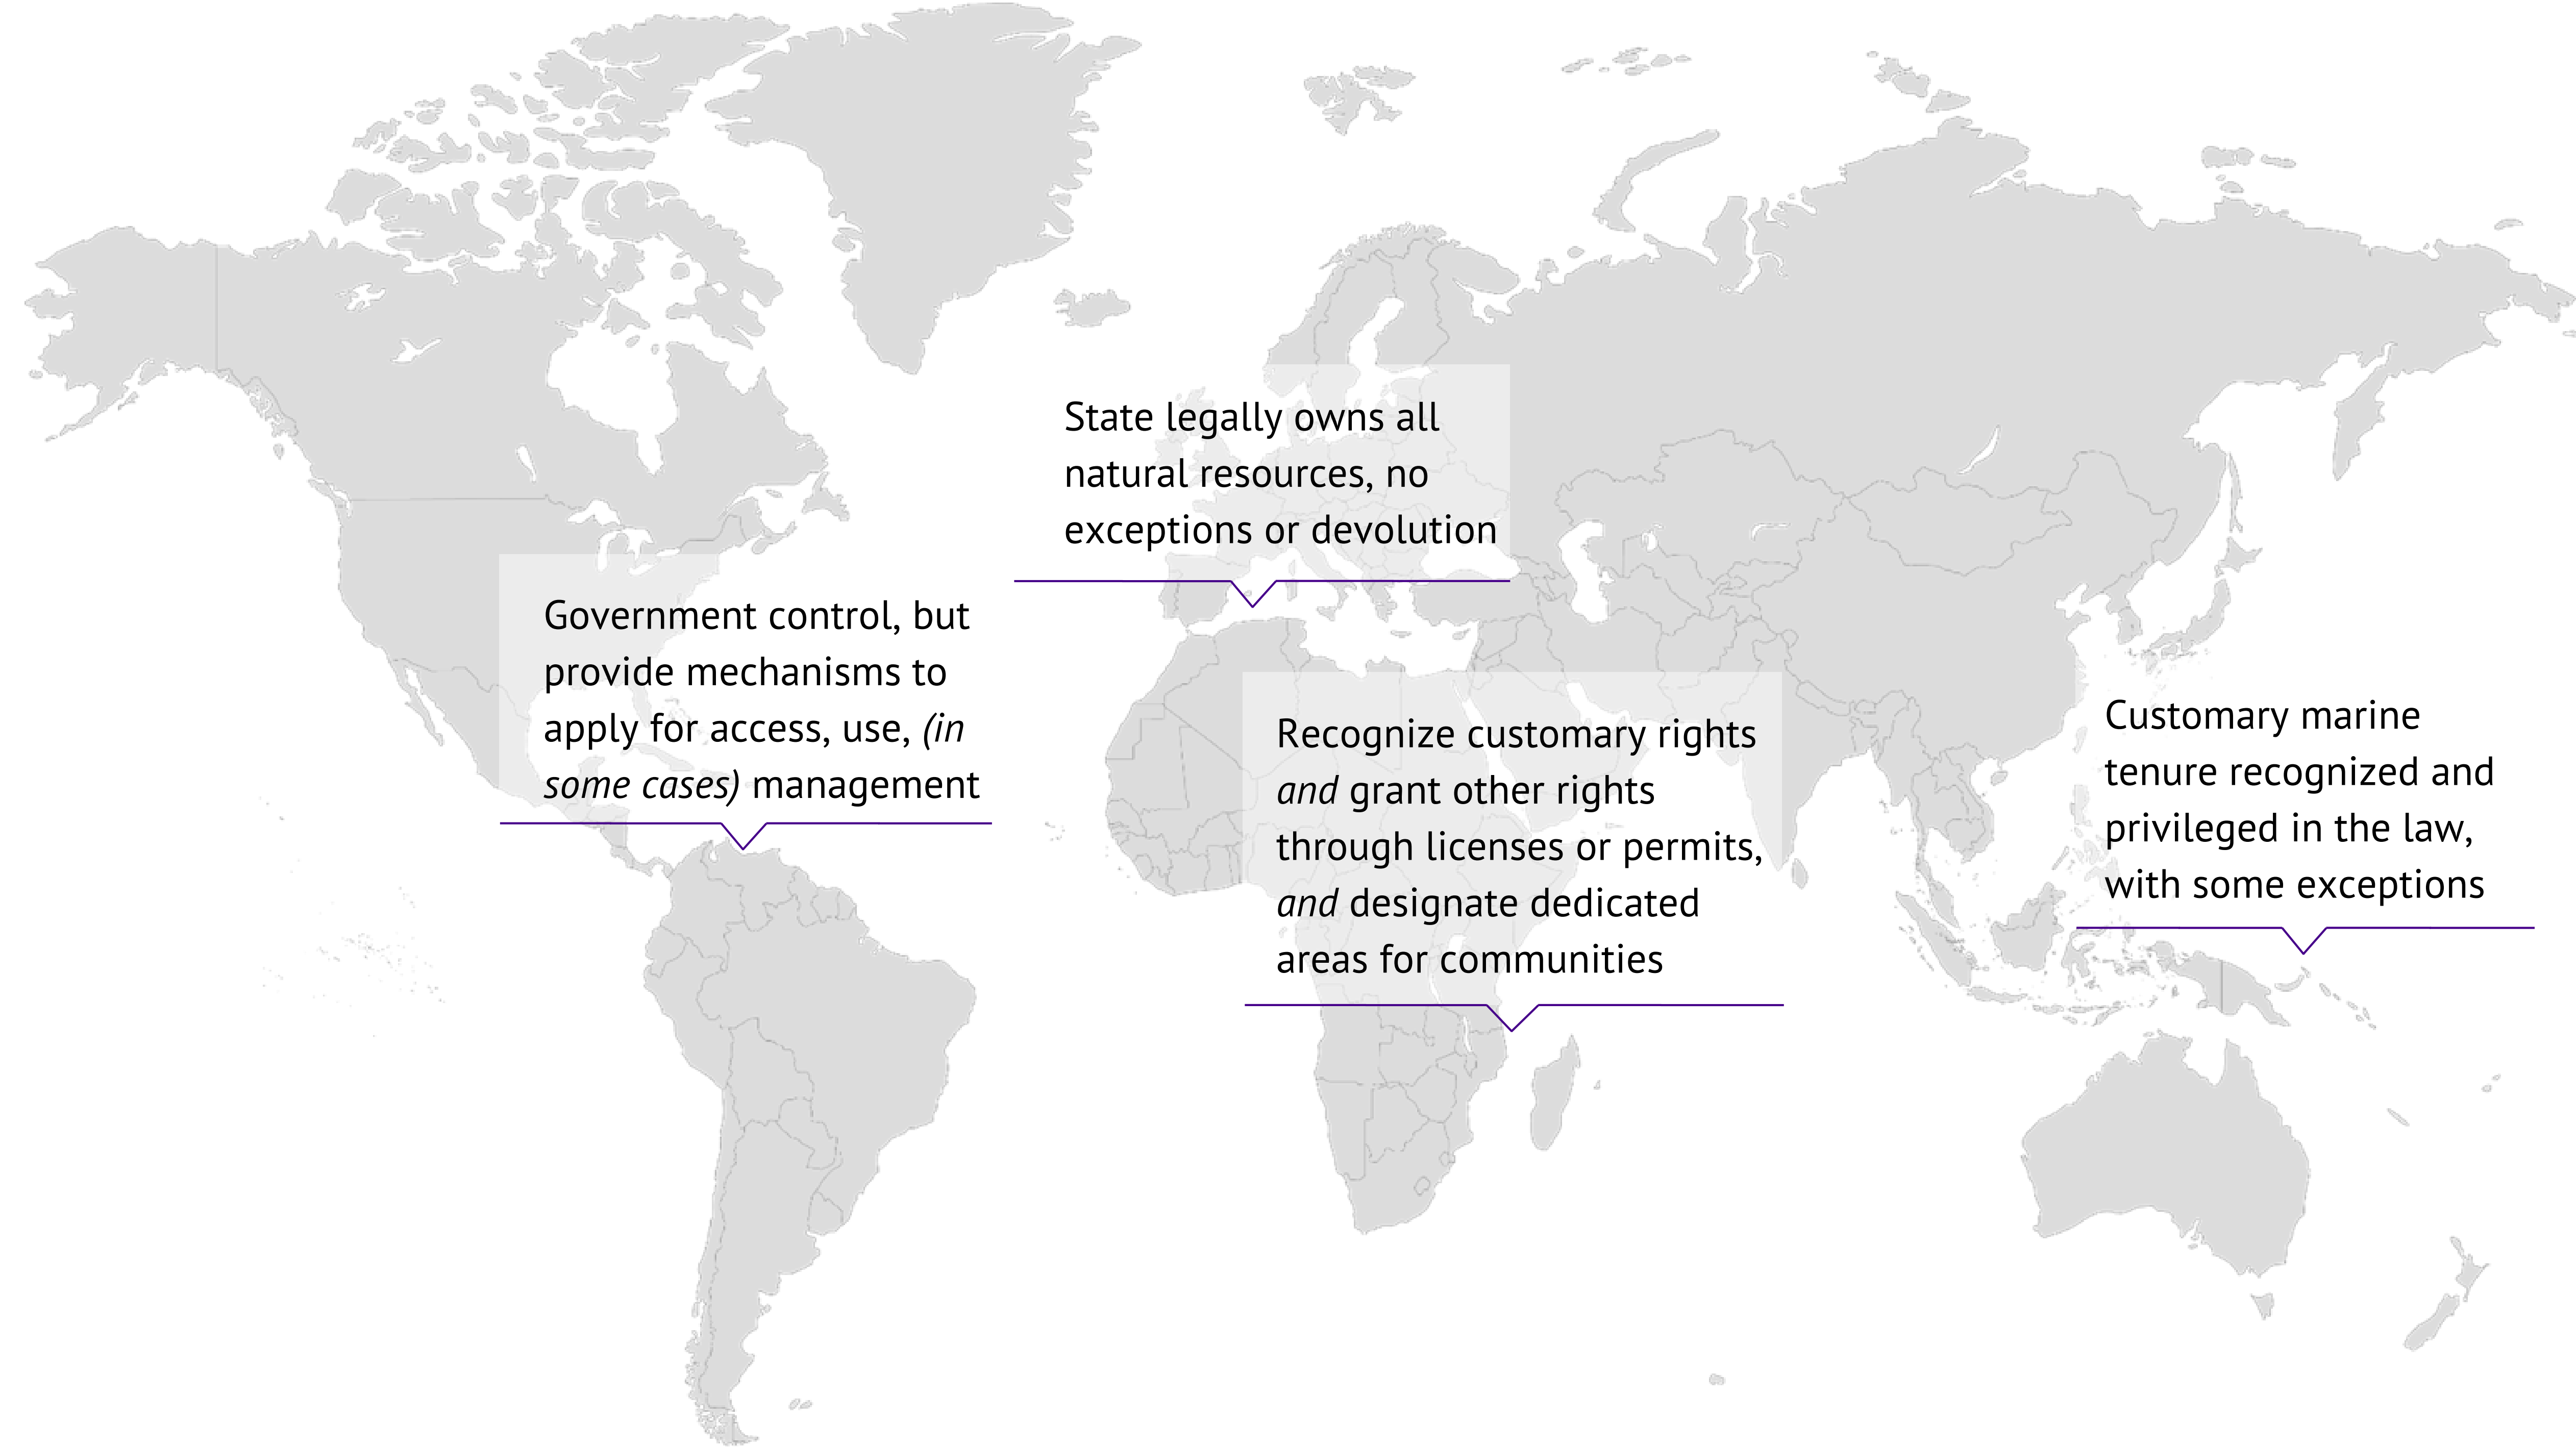 State legally owns all
natural resources, no
exceptions or devolution
Government control, but
provide mechanisms to
apply for access, use, (in
some cases) management
Recognize customary rights
and grant other rights
through licenses or permits,
and designate dedicated
areas for communities
Customary marine
tenure recognized and
privileged in the law,
with some exceptions